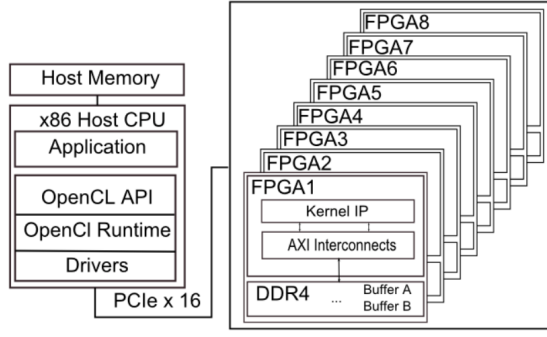 Host Memory
x86 Host CPU
Application
OpenCL API
OpenCl Runtime
Drivers
PCIe x 16
FPGA8
FPGA7
FPGA6
FPGA5
FPGA4
FPGA3
FPGA2
FPGA1
Kernel IP
AXI Interconnects
DDR4 ... Buffer A
Buffer B